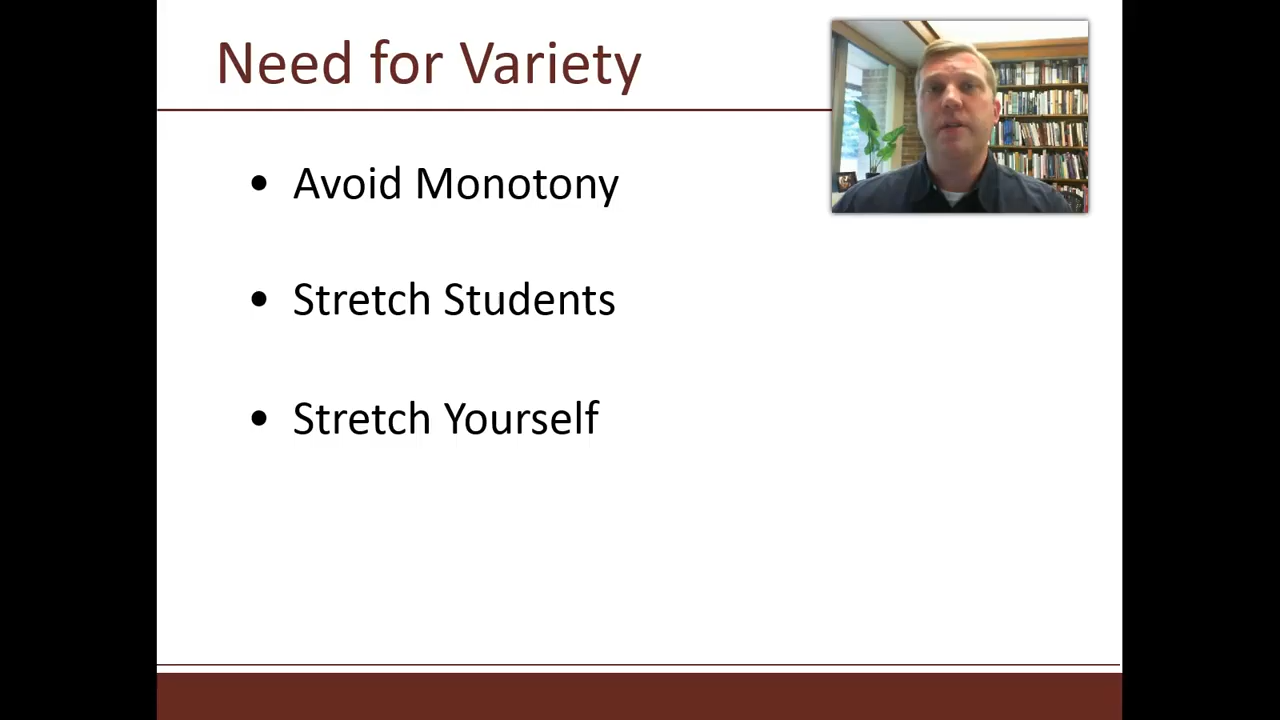 Need for Variety
• Avoid Monotony
• Stretch Students
• Stretch Yourself